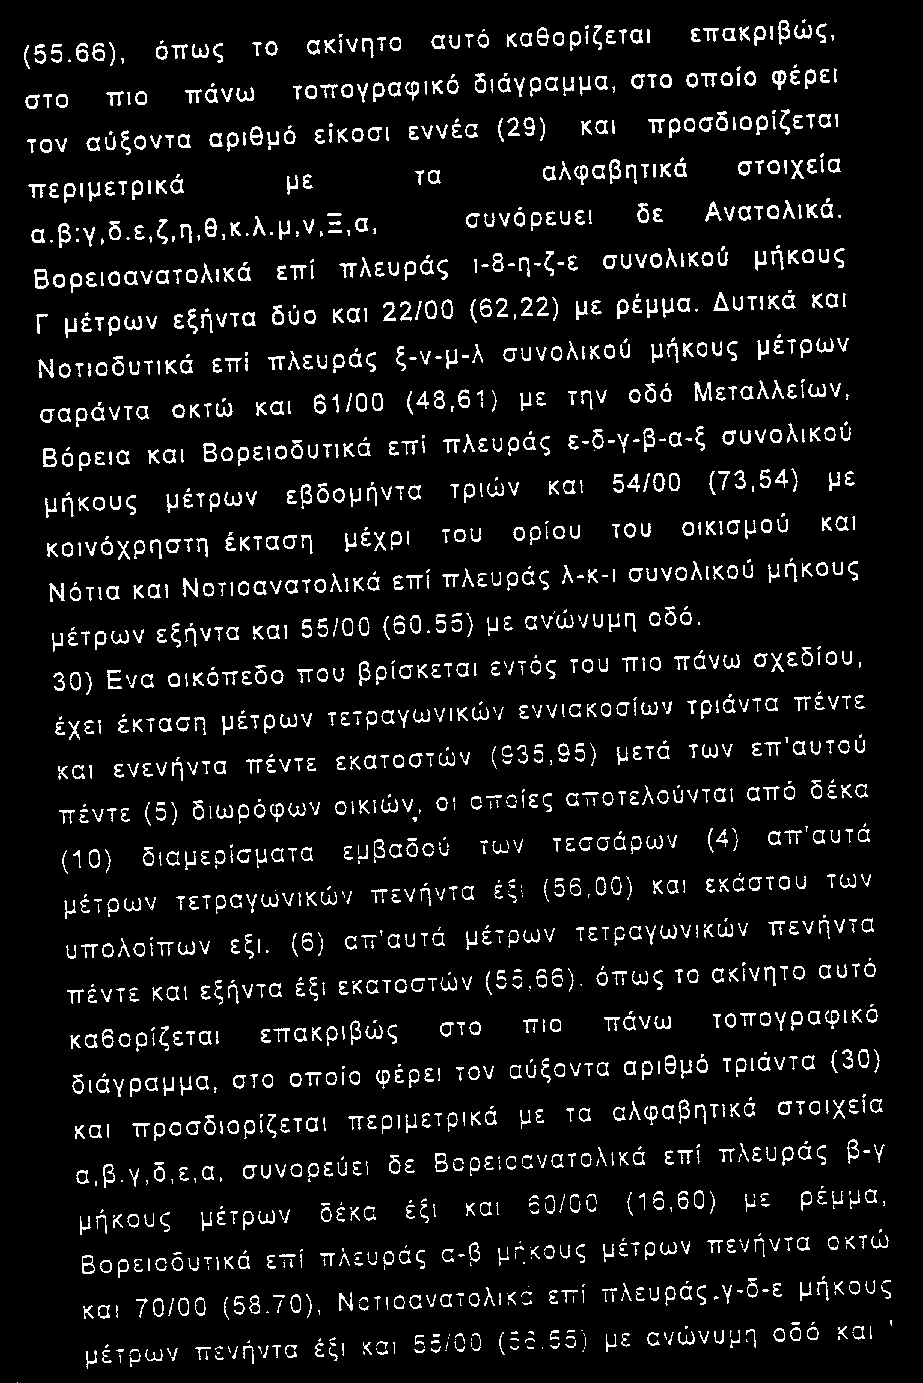 (55.66), όπως το ακίνητο αυτό καθορίζεται επακριβώς,
στο πιο πάνω τοπογραφικό διάγραμμα, στο οποίο φέρει
τον αύξοντα αριθμό είκοσι εννέα (29) και προσδιορίζεται
περιμετρικά με τα αλφαβητικά στοιχεία
α.β:γ,δ.ε,ζ,η,θ,κ.λ.μ,ν,Ξ,α, συνόρευει δε Ανατολικά.
Βορειοανατολικά επί πλευράς ι-8-η-ζ-ε συνολικού μήκους
Γ μέτρων εξήντα δύο και 22/00 (62,22) με ρέμμα. Δυτικά και
Νοτιοδυτικά επί πλευράς ξ-ν-μ-λ συνολικού μήκους μέτρων
σαράντα οκτώ και 61/00 (48,61) με την οδό Μεταλλείων,
Βόρεια και Βορειοδυτικά επί πλευράς ε-δ-γ-β-α-ξ συνολικού
μήκους μέτρων εβδομήντα τριών και 54/00 (73,54) με
κοινόχρηστη έκταση μέχρι του ορίου του οικισμού και
Νότια και Νοτιοανατολικά επί πλευράς λ-κ-ι συνολικού μήκους
μέτρων εξήντα και 55/00 (60.55) με ανώνυμη οδό.
30) Ενα οικόπεδο που βρίσκεται εντός του πιο πάνω σχεδίου,
έχει έκταση μέτρων τετραγωνικών εννιακοσίων τριάντα πέντε
και ενενήντα πέντε εκατοστών (935,95) μετά των επ'αυτού
πέντε (5) διωρόφων οικιών, οι οποίες αποτελούνται από δέκα
(10) διαμερίσματα εμβαδού των τεσσάρων (4) απ'αυτά
μέτρων τετραγωνικών πενήντα έξι (56,00) και εκάστου των
υπολοίπων εξι. (6) απ'αυτά μέτρων τετραγωνικών πενήντα
πέντε και εξήντα έξι εκατοστών (55,66). όπως το ακίνητο αυτό
καθορίζεται επακριβώς στο πιο πάνω τοπογραφικό
διάγραμμα, στο οποίο φέρει τον αύξοντα αριθμό τριάντα (30)
και προσδιορίζεται περιμετρικά με τα αλφαβητικά στοιχεία
α,β.γ,δ,ε,α, συνορεύει δε Βορειοανατολικά επί πλευράς β-γ
μήκους μέτρων δέκα έξι και 60/00 (16,60) με ρέμμα,
Βορειοδυτικά επί πλευράς α-β μήκους μέτρων πενήντα οκτώ
και 70/00 (58.70), Νοτιοανατολικά επί πλευράς.γ-δ-ε μήκους
μέτρων πενήντα έξι και 55/00 (56.55) με ανώνυμη οδό και '